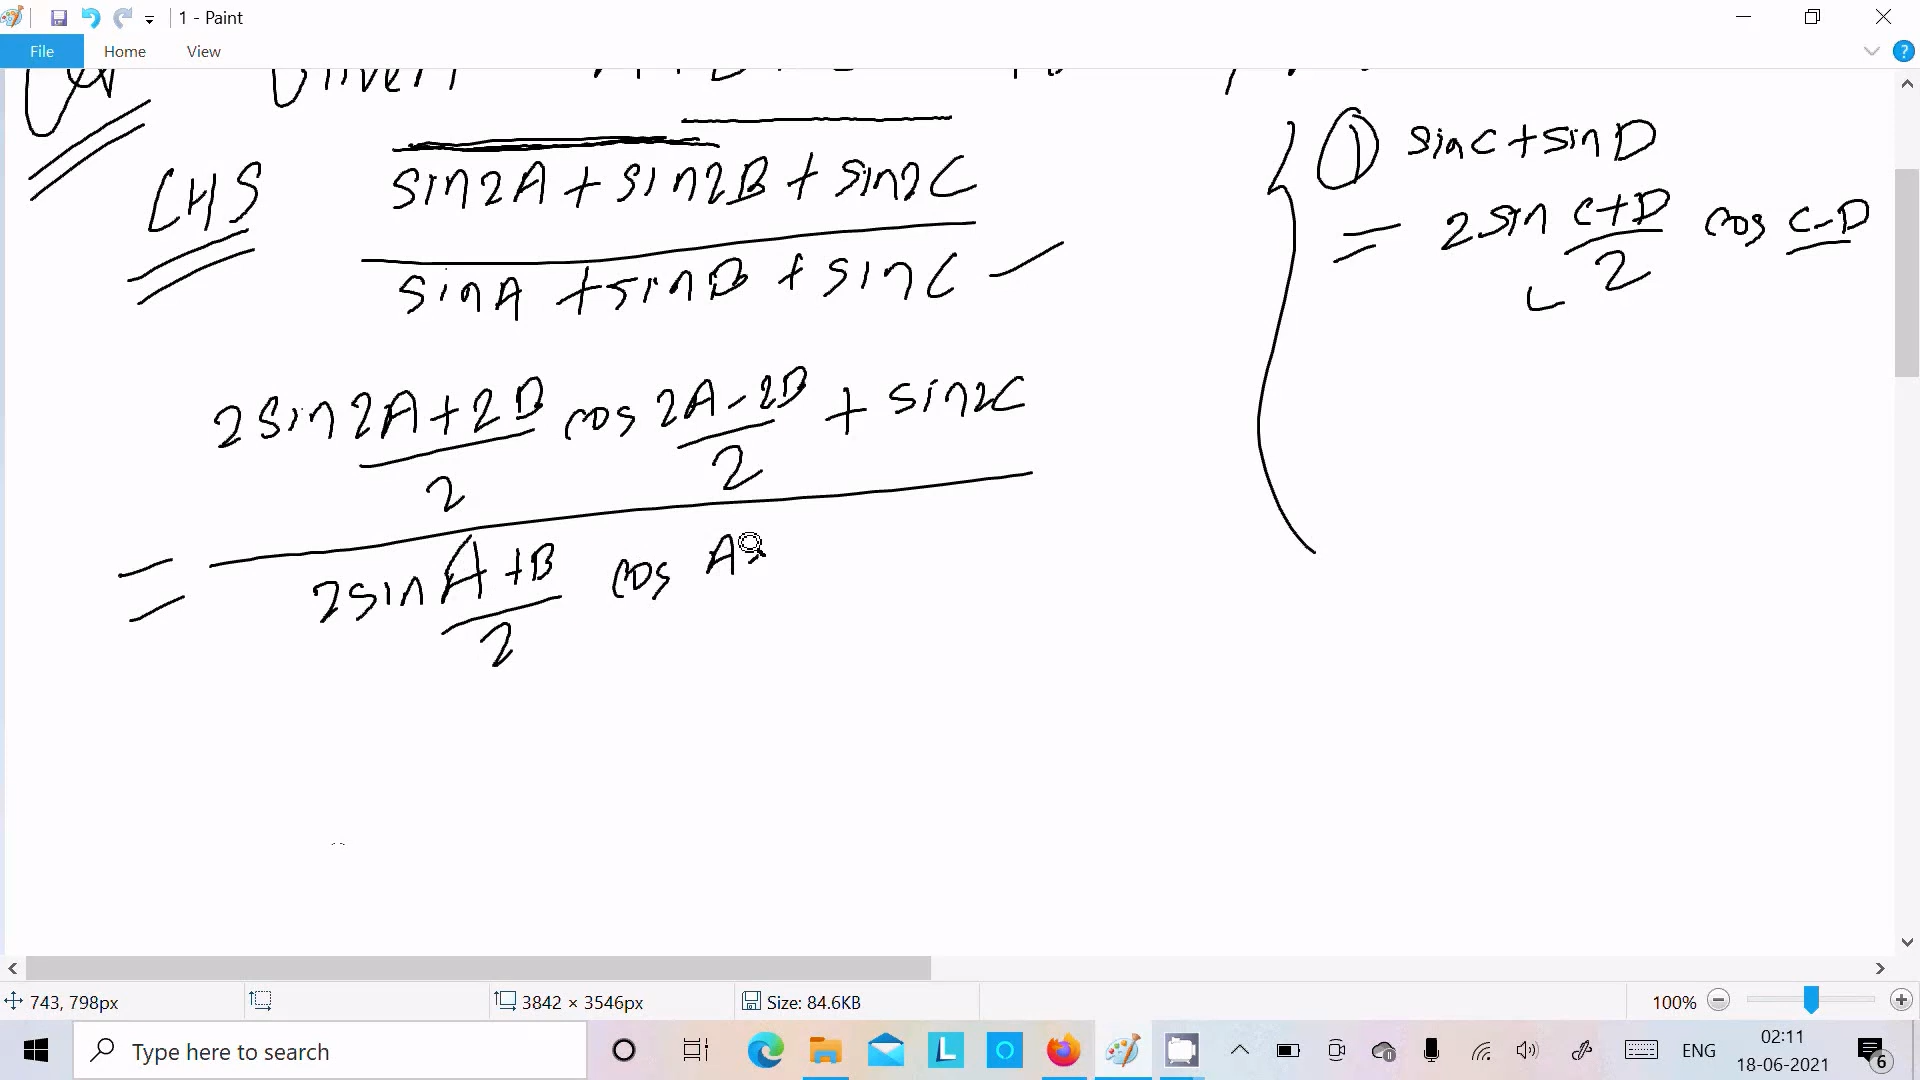 1 - Paint
File Home View
Given
LHS sin2A + sin2B + sin2C
sinA + sinB + sinC
① sinC + sinD
= 2sin C+D/2 cos C-D
2sin 2A+2B/2 cos 2A-2B/2 + sin2C
= 2sin A+B/2 cos A
743, 798px 3842 × 3546px Size: 84.6KB 100%
Type here to search ENG 02:11
18-06-2021 6